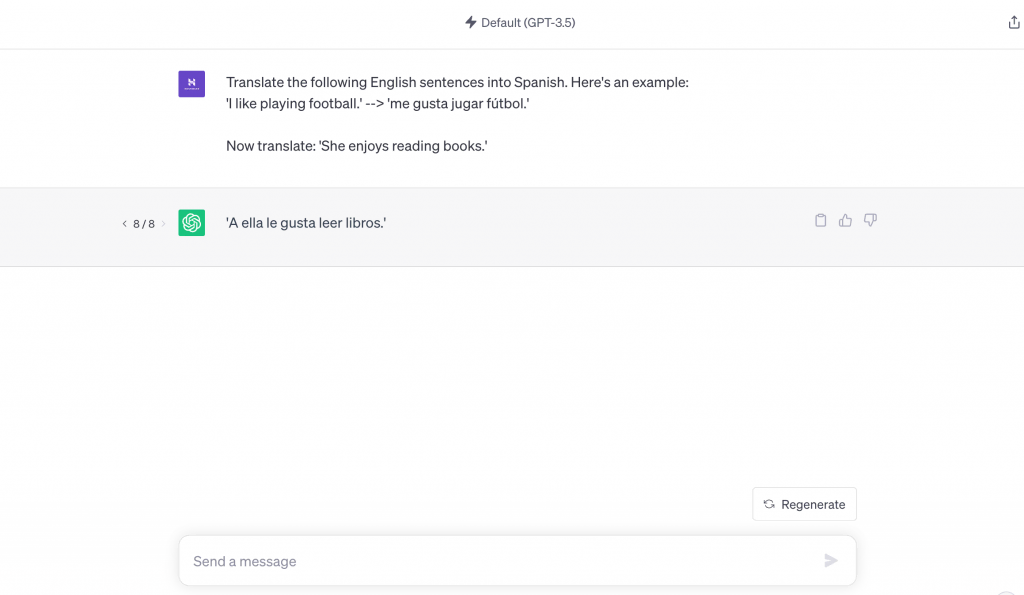 Default (GPT-3.5)
Translate the following English sentences into Spanish. Here's an example:
'I like playing football.' --> 'me gusta jugar fútbol.'
Now translate: 'She enjoys reading books.'
8 / 8
'A ella le gusta leer libros.'
Regenerate
Send a message